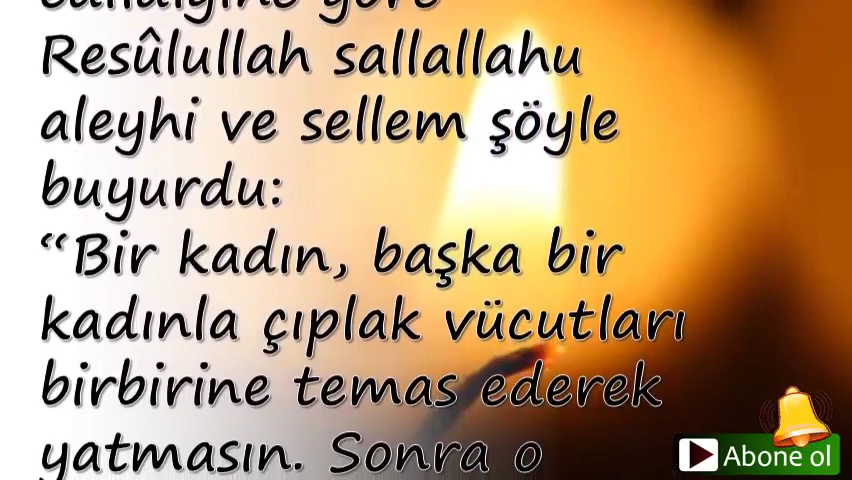 Resûlullah sallallahu
aleyhi ve sellem şöyle
buyurdu:
“Bir kadın, başka bir
kadınla çıplak vücutları
birbirine temas ederek
yatmasın. Sonra o
Abone ol